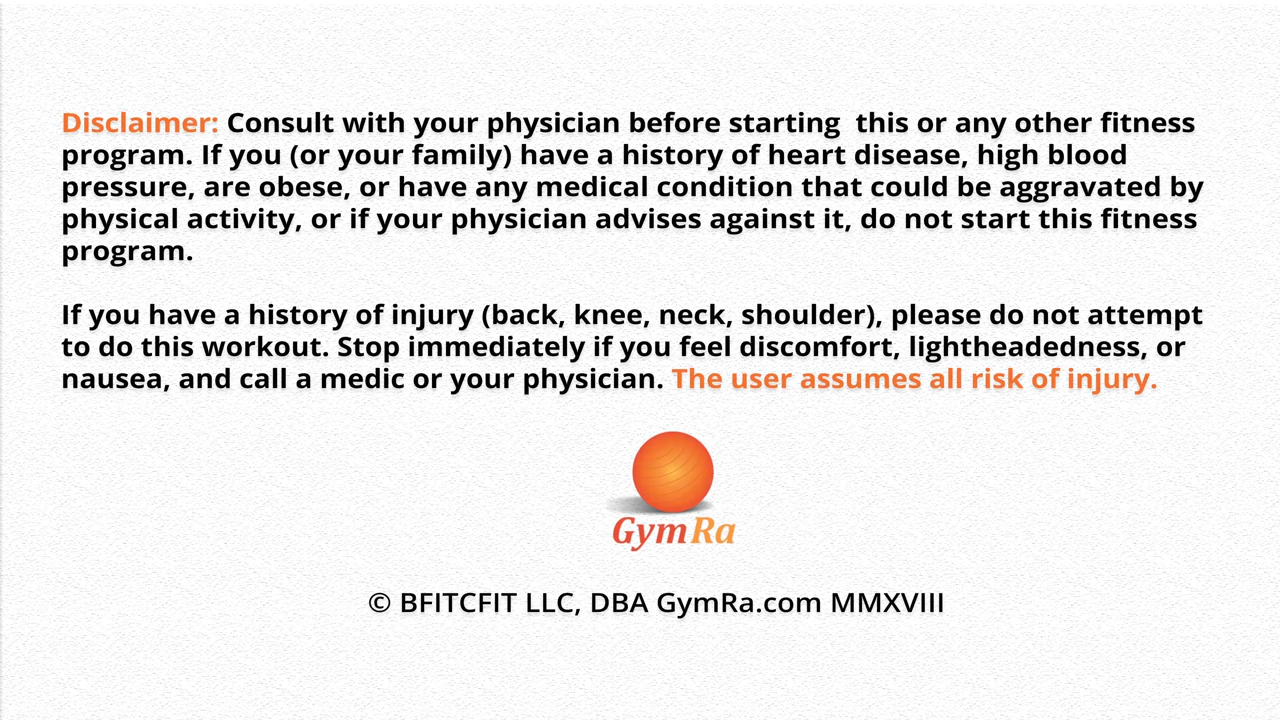 Disclaimer: Consult with your physician before starting  this or any other fitness
program. If you (or your family) have a history of heart disease, high blood
pressure, are obese, or have any medical condition that could be aggravated by
physical activity, or if your physician advises against it, do not start this fitness
program.
If you have a history of injury (back, knee, neck, shoulder), please do not attempt
to do this workout. Stop immediately if you feel discomfort, lightheadedness, or
nausea, and call a medic or your physician. The user assumes all risk of injury.
GymRa
© BFITCFIT LLC, DBA GymRa.com MMXVIII